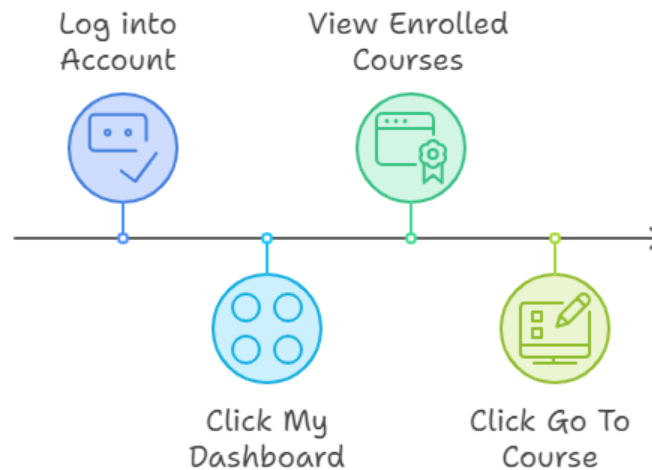 Log into
Account
Click My
Dashboard
View Enrolled
Courses
Click Go To
Course